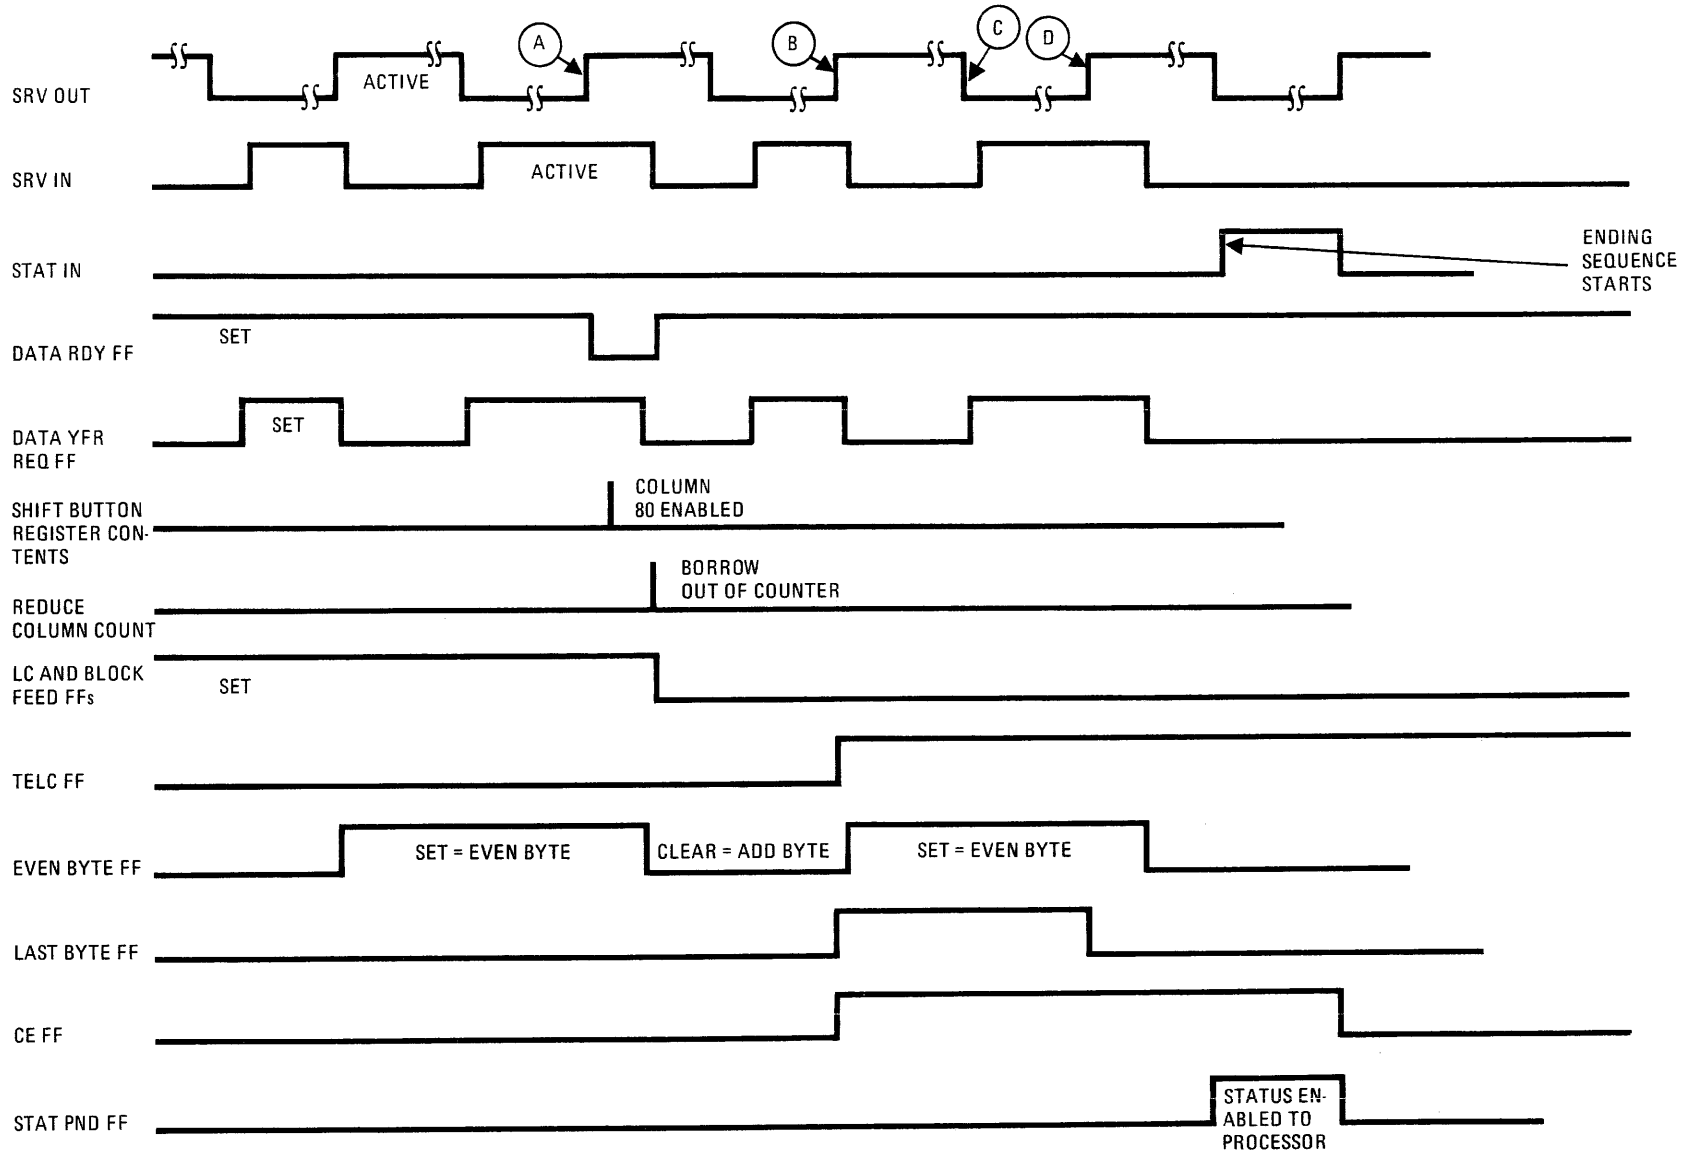 A
B
C
D
SRV OUT
ACTIVE
SRV IN
ACTIVE
STAT IN
ENDING
SEQUENCE
STARTS
DATA RDY FF
SET
DATA YFR
REQ FF
SET
SHIFT BUTTON
REGISTER CON-
TENTS
COLUMN
80 ENABLED
REDUCE
COLUMN COUNT
BORROW
OUT OF COUNTER
LC AND BLOCK
FEED FFs
SET
TELC FF
EVEN BYTE FF
SET = EVEN BYTE
CLEAR = ADD BYTE
SET = EVEN BYTE
LAST BYTE FF
CE FF
STAT PND FF
STATUS EN-
ABLED TO
PROCESSOR